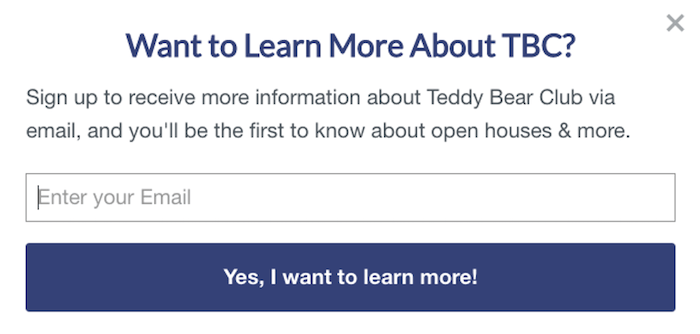 Want to Learn More About TBC?
Sign up to receive more information about Teddy Bear Club via
email, and you'll be the first to know about open houses & more.
Enter your Email
Yes, I want to learn more!